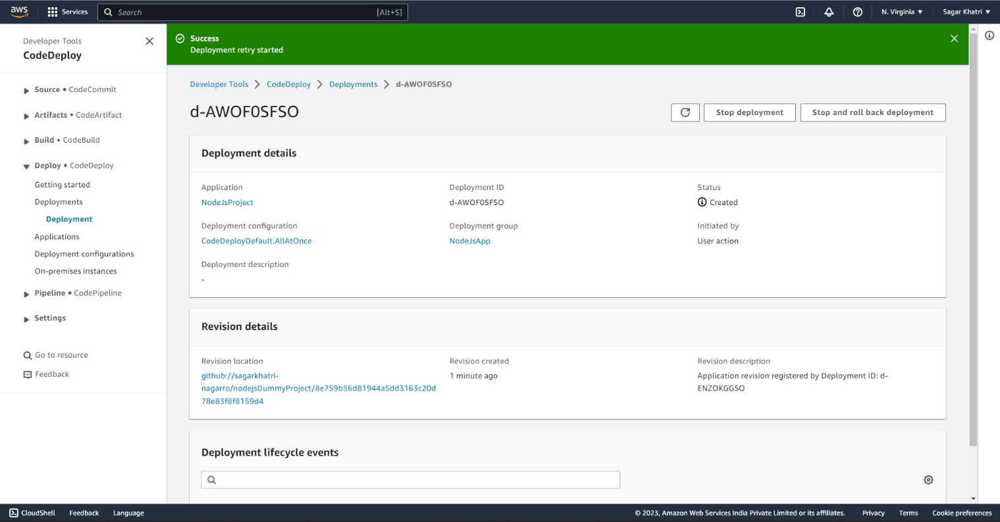 aws
Services
Search [Alt+S]
N. Virginia
Sagar Khatri
Developer Tools
CodeDeploy
Source • CodeCommit
Artifacts • CodeArtifact
Build • CodeBuild
Deploy • CodeDeploy
Getting started
Deployments
Deployment
Applications
Deployment configurations
On-premises instances
Pipeline • CodePipeline
Settings
Go to resource
Feedback
Success
Deployment retry started
Developer Tools > CodeDeploy > Deployments > d-AWOF0SFSO
d-AWOF0SFSO
Stop deployment
Stop and roll back deployment
Deployment details
Application
NodeJsProject
Deployment ID
d-AWOF0SFSO
Status
Created
Deployment configuration
CodeDeployDefault.AllAtOnce
Deployment group
NodeJsApp
Initiated by
User action
Deployment description
-
Revision details
Revision location
github://sagarkhatri-
nagarro/nodejsDummyProject/8e759b56d81944a5dd3163c20d
78e83f8f8159d4
Revision created
1 minute ago
Revision description
Application revision registered by Deployment ID: d-
ENZOKGGSO
Deployment lifecycle events
CloudShell
Feedback
Language
© 2023, Amazon Web Services India Private Limited or its affiliates.
Privacy
Terms
Cookie preferences